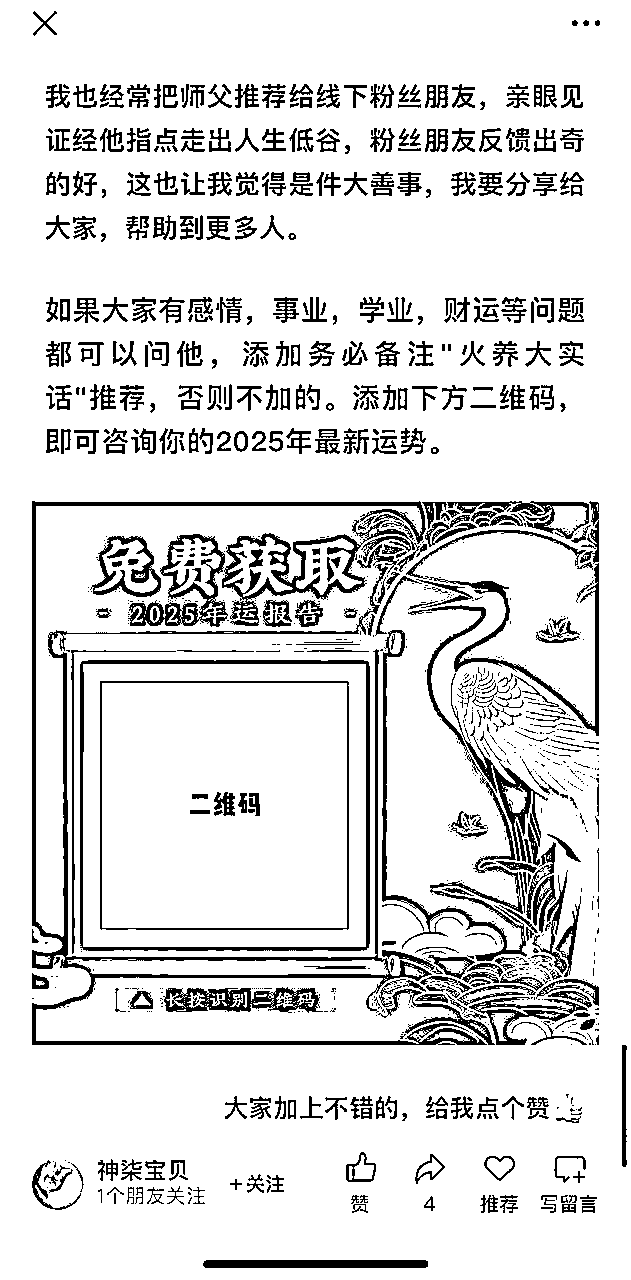 我也经常把师父推荐给线下粉丝朋友，亲眼见
证经他指点走出人生低谷，粉丝朋友反馈出奇
的好，这也让我觉得是件大善事，我要分享给
大家，帮助到更多人。
如果大家有感情，事业，学业，财运等问题
都可以问他，添加务必备注"火养大实
话"推荐，否则不加的。添加下方二维码，
即可咨询你的2025年最新运势。
免费获取
- 2025年运报告 -
二维码
长按识别二维码
大家加上不错的，给我点个赞
神柒宝贝
1个朋友关注
+关注
赞
4
推荐
写留言